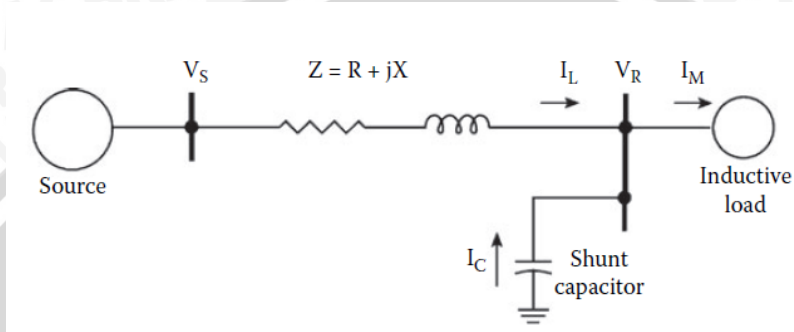 V_S
Z = R + jX
I_L
V_R
I_M
Source
Inductive
load
I_C
Shunt
capacitor